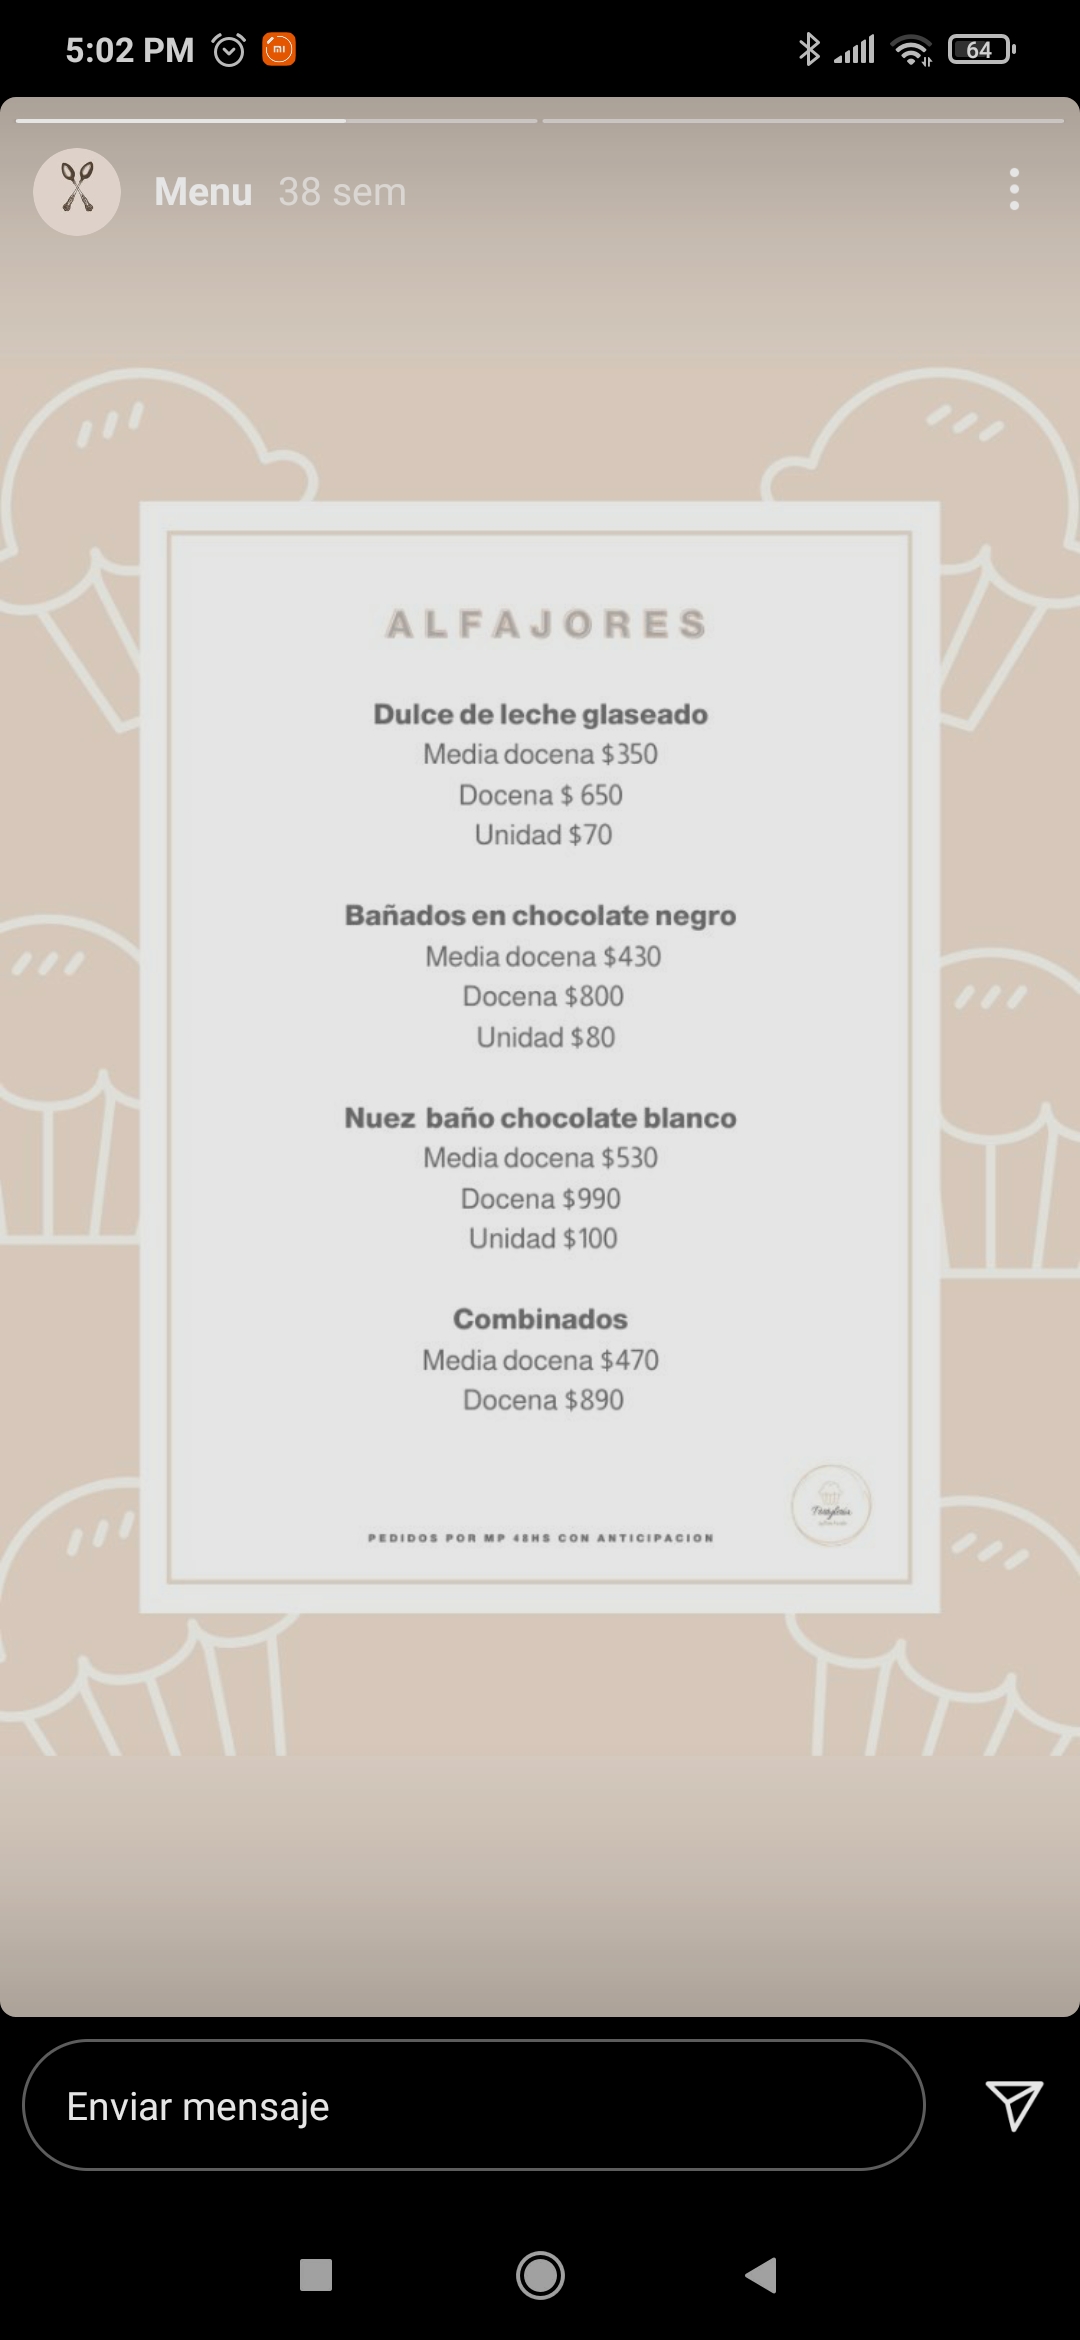 5:02 PM
64
Menu 38 sem
ALFAJORES
Dulce de leche glaseado
Media docena $350
Docena $ 650
Unidad $70
Bañados en chocolate negro
Media docena $430
Docena $800
Unidad $80
Nuez baño chocolate blanco
Media docena $530
Docena $990
Unidad $100
Combinados
Media docena $470
Docena $890
PEDIDOS POR MP 48HS CON ANTICIPACION
Enviar mensaje